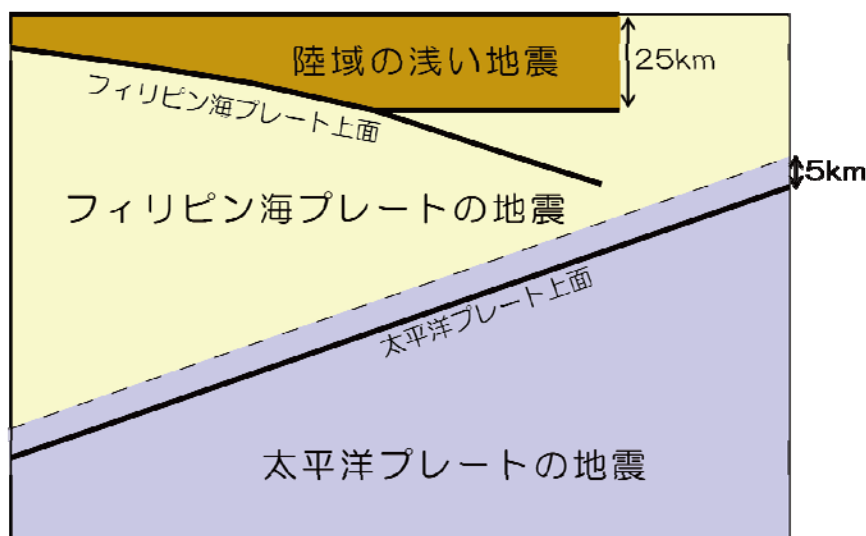 陸域の浅い地震
25km
フィリピン海プレート上面
5km
フィリピン海プレートの地震
太平洋プレート上面
太平洋プレートの地震